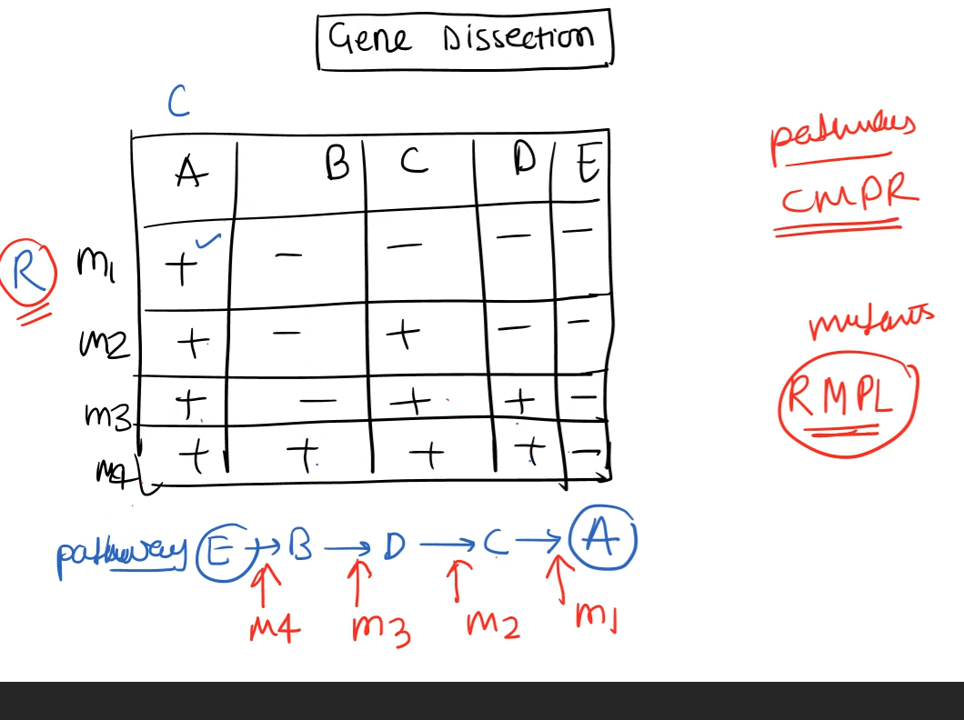 Gene Dissection
C
pathways
CMPR
A B C D E
R m1 + ✓ − − − −
m2 + − + − −
m3 + − + + −
m4 + + + + −
mutants
RMPL
pathway E → B → D → C → A
M4 m3 m2 m1